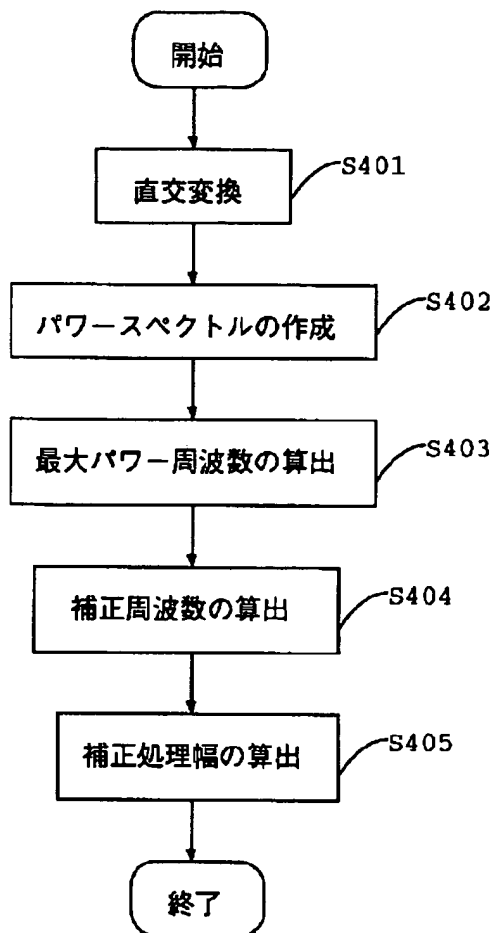 開始
直交変換
S401
パワースペクトルの作成
S402
最大パワー周波数の算出
S403
補正周波数の算出
S404
補正処理幅の算出
S405
終了